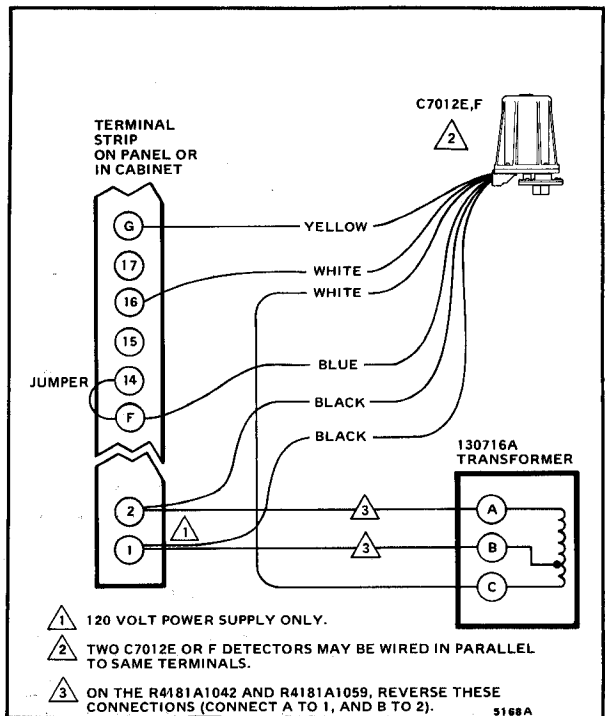 C7012E,F
2
TERMINAL
STRIP
ON PANEL OR
IN CABINET
G
YELLOW
17
WHITE
16
WHITE
15
BLUE
14
JUMPER
F
BLACK
BLACK
130716A
TRANSFORMER
2
3
A
1
1
3
B
C
1 120 VOLT POWER SUPPLY ONLY.
2 TWO C7012E OR F DETECTORS MAY BE WIRED IN PARALLEL
TO SAME TERMINALS.
3 ON THE R4181A1042 AND R4181A1059, REVERSE THESE
CONNECTIONS (CONNECT A TO 1, AND B TO 2).
5168A